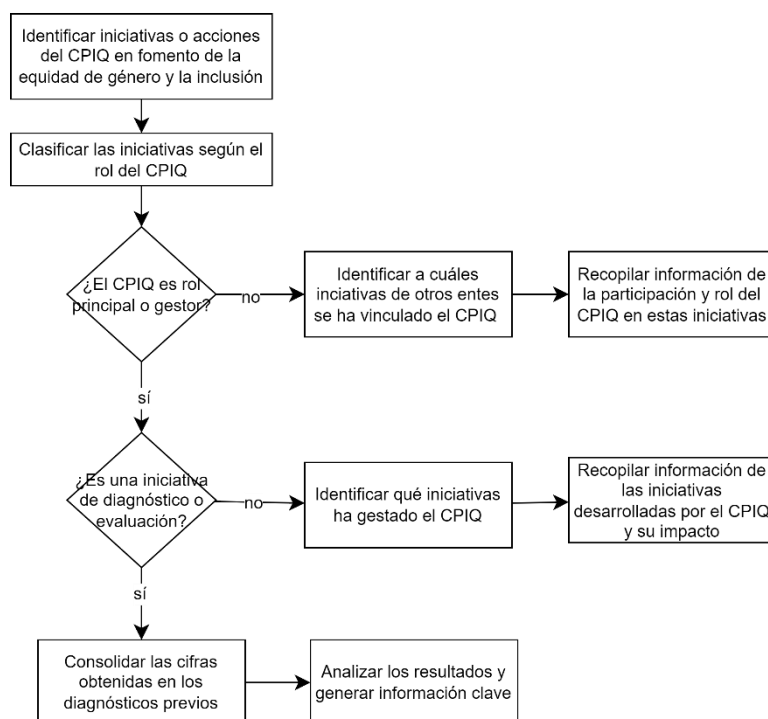 Identificar iniciativas o acciones
del CPIQ en fomento de la
equidad de género y la inclusión
Clasificar las iniciativas según el
rol del CPIQ
¿El CPIQ es rol
principal o gestor?
no
Identificar a cuáles
inciativas de otros entes
se ha vinculado el CPIQ
Recopilar información de
la participación y rol del
CPIQ en estas iniciativas
sí
¿Es una iniciativa
de diagnóstico o
evaluación?
no
Identificar qué iniciativas
ha gestado el CPIQ
Recopilar información de
las iniciativas
desarrolladas por el CPIQ
y su impacto
sí
Consolidar las cifras
obtenidas en los
diagnósticos previos
Analizar los resultados y
generar información clave